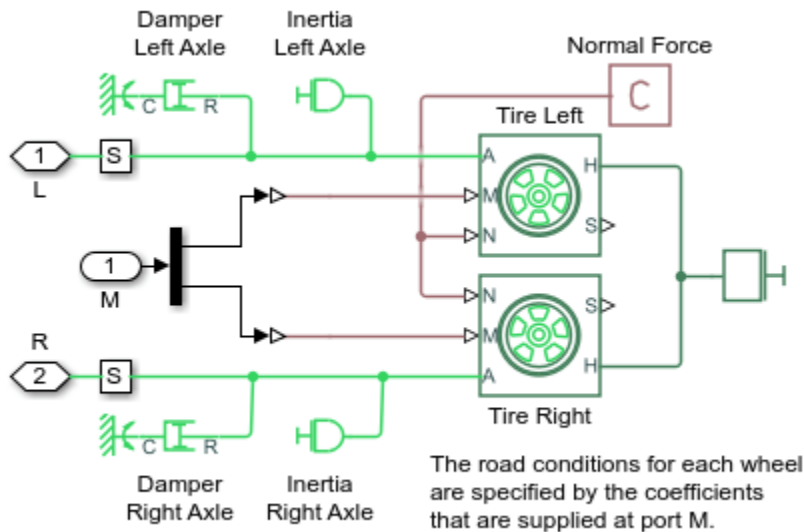 Damper
Left Axle
Inertia
Left Axle
Normal Force
C R
C
Tire Left
1 S A H
L
M
N S
1
M
N S
M
R
2 S A H
Tire Right
C R
Damper
Right Axle
Inertia
Right Axle
The road conditions for each wheel
are specified by the coefficients
that are supplied at port M.